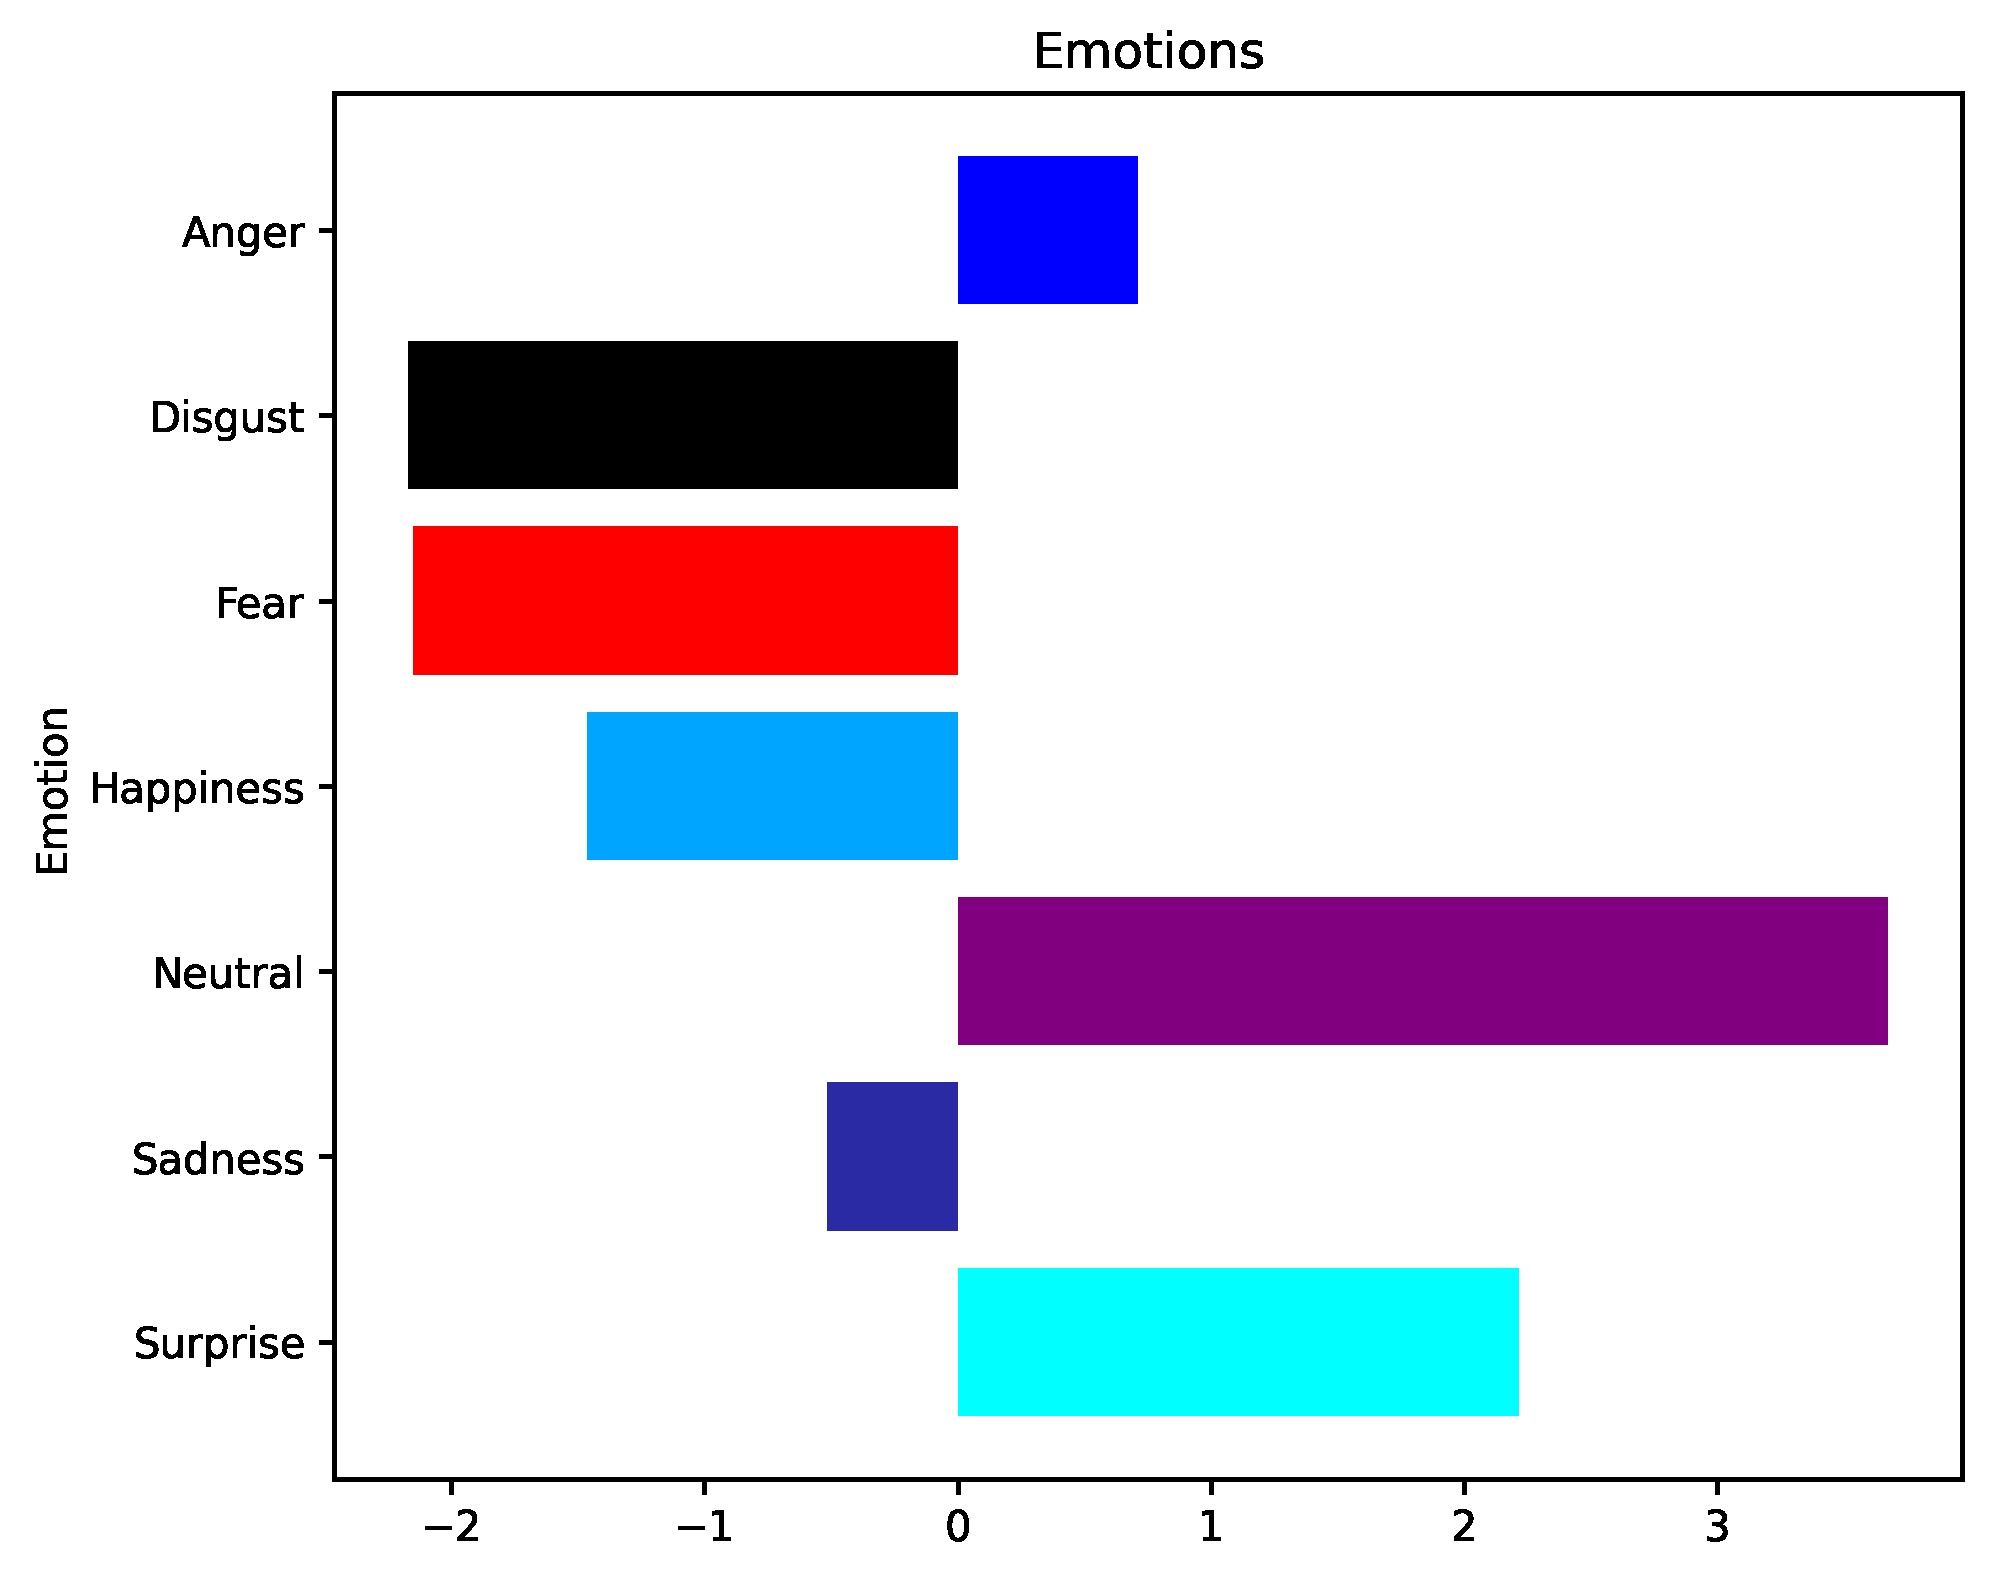 Emotions
Anger
Disgust
Fear
Happiness
Neutral
Sadness
Surprise
Emotion
−2 −1 0 1 2 3